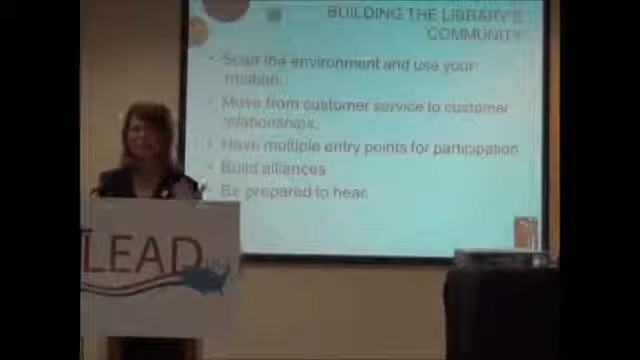 BUILDING THE LIBRARY'S
COMMUNITY
• Scan the environment and use your
• Move from customer service to customer
relationships.
• Have multiple entry points for participation
• Build alliances
• Be prepared to hear.
LEAD